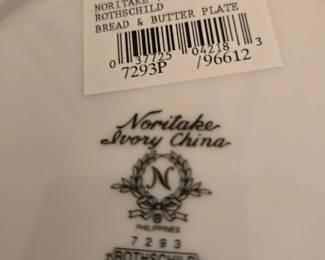 NORITAKE
ROTHSCHILD
BREAD & BUTTER PLATE
0 37725 04218 3
7293P /96612
Noritake
Ivory China
N
PHILIPPINES
7293
ROTHSCHILD